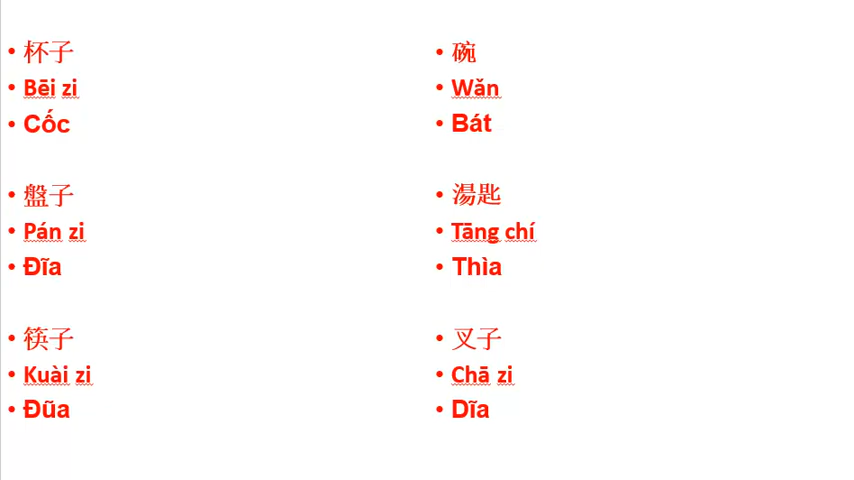 • 杯子
• Bēi zi
• Cốc
• 盤子
• Pán zi
• Đĩa
• 筷子
• Kuài zi
• Đũa
• 碗
• Wǎn
• Bát
• 湯匙
• Tāng chí
• Thìa
• 叉子
• Chā zi
• Dĩa